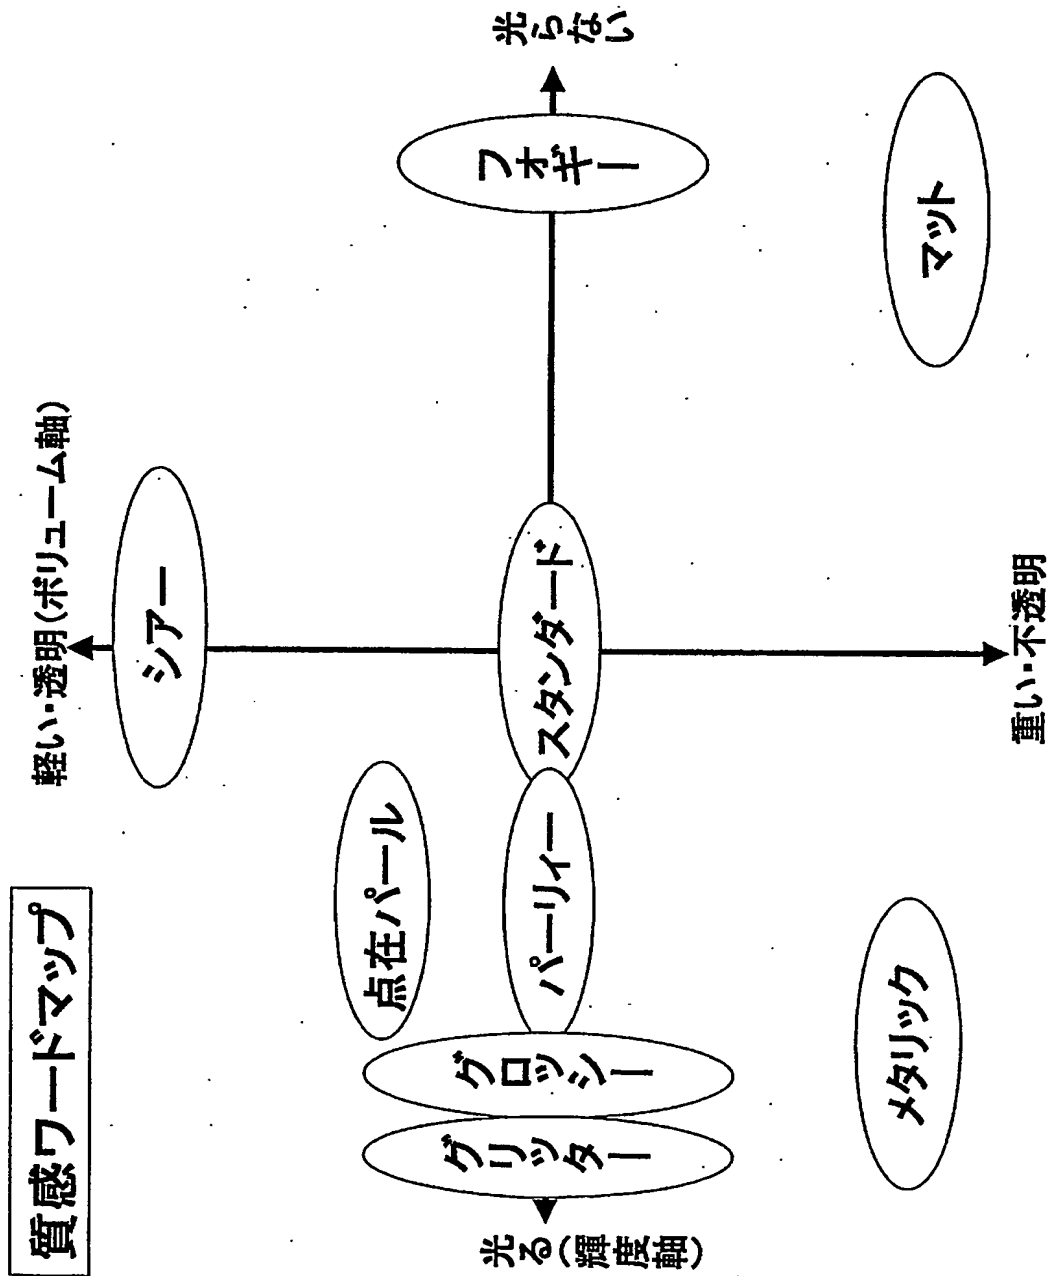 質感ワードマップ
軽い・透明(ボリューム軸)
シアー
点在パール
光る(輝度軸)
グリッター
グロッシー
パーリィー
スタンダード
フォギー
光らない
メタリック
マット
重い・不透明